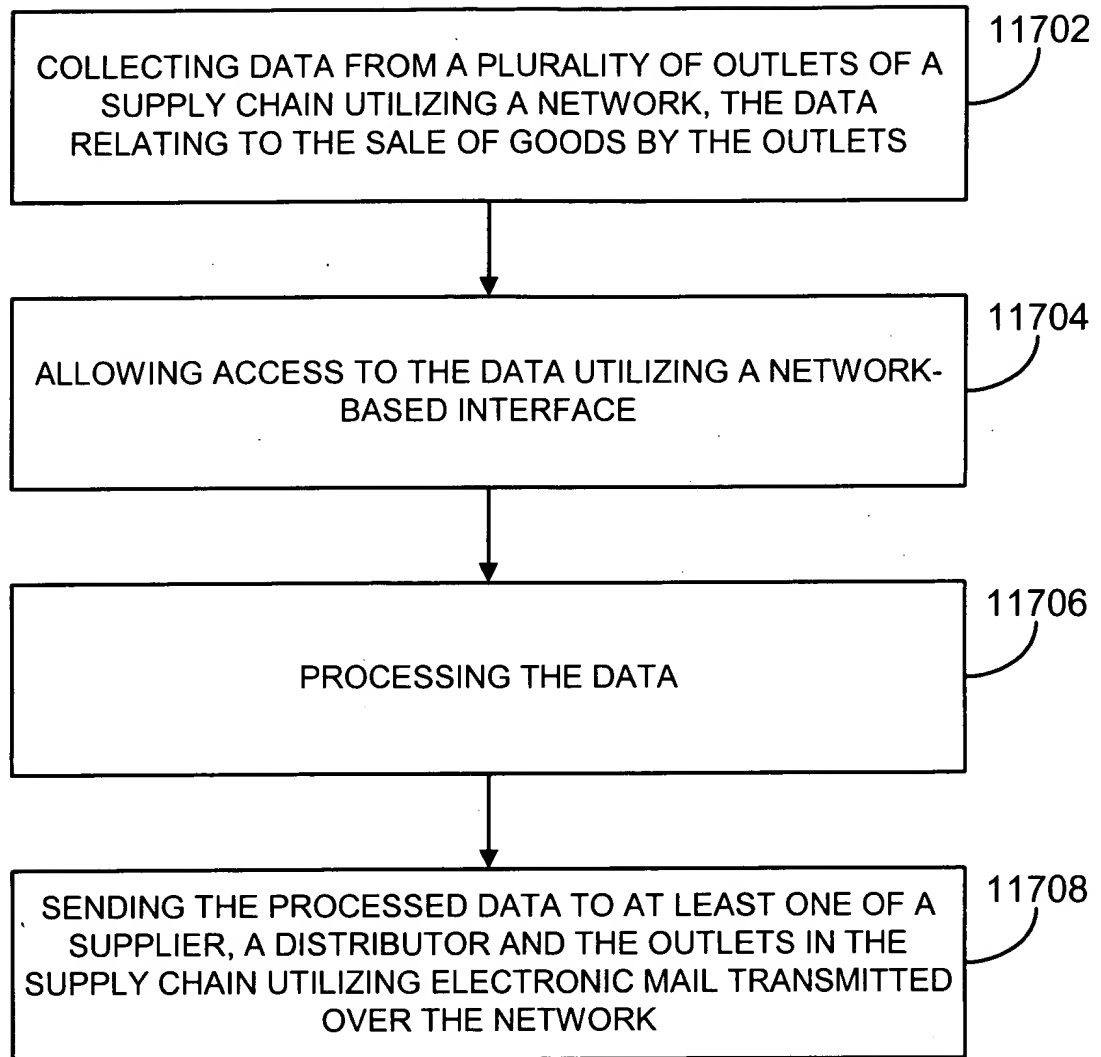 11702
COLLECTING DATA FROM A PLURALITY OF OUTLETS OF A
SUPPLY CHAIN UTILIZING A NETWORK, THE DATA
RELATING TO THE SALE OF GOODS BY THE OUTLETS
11704
ALLOWING ACCESS TO THE DATA UTILIZING A NETWORK-
BASED INTERFACE
11706
PROCESSING THE DATA
11708
SENDING THE PROCESSED DATA TO AT LEAST ONE OF A
SUPPLIER, A DISTRIBUTOR AND THE OUTLETS IN THE
SUPPLY CHAIN UTILIZING ELECTRONIC MAIL TRANSMITTED
OVER THE NETWORK